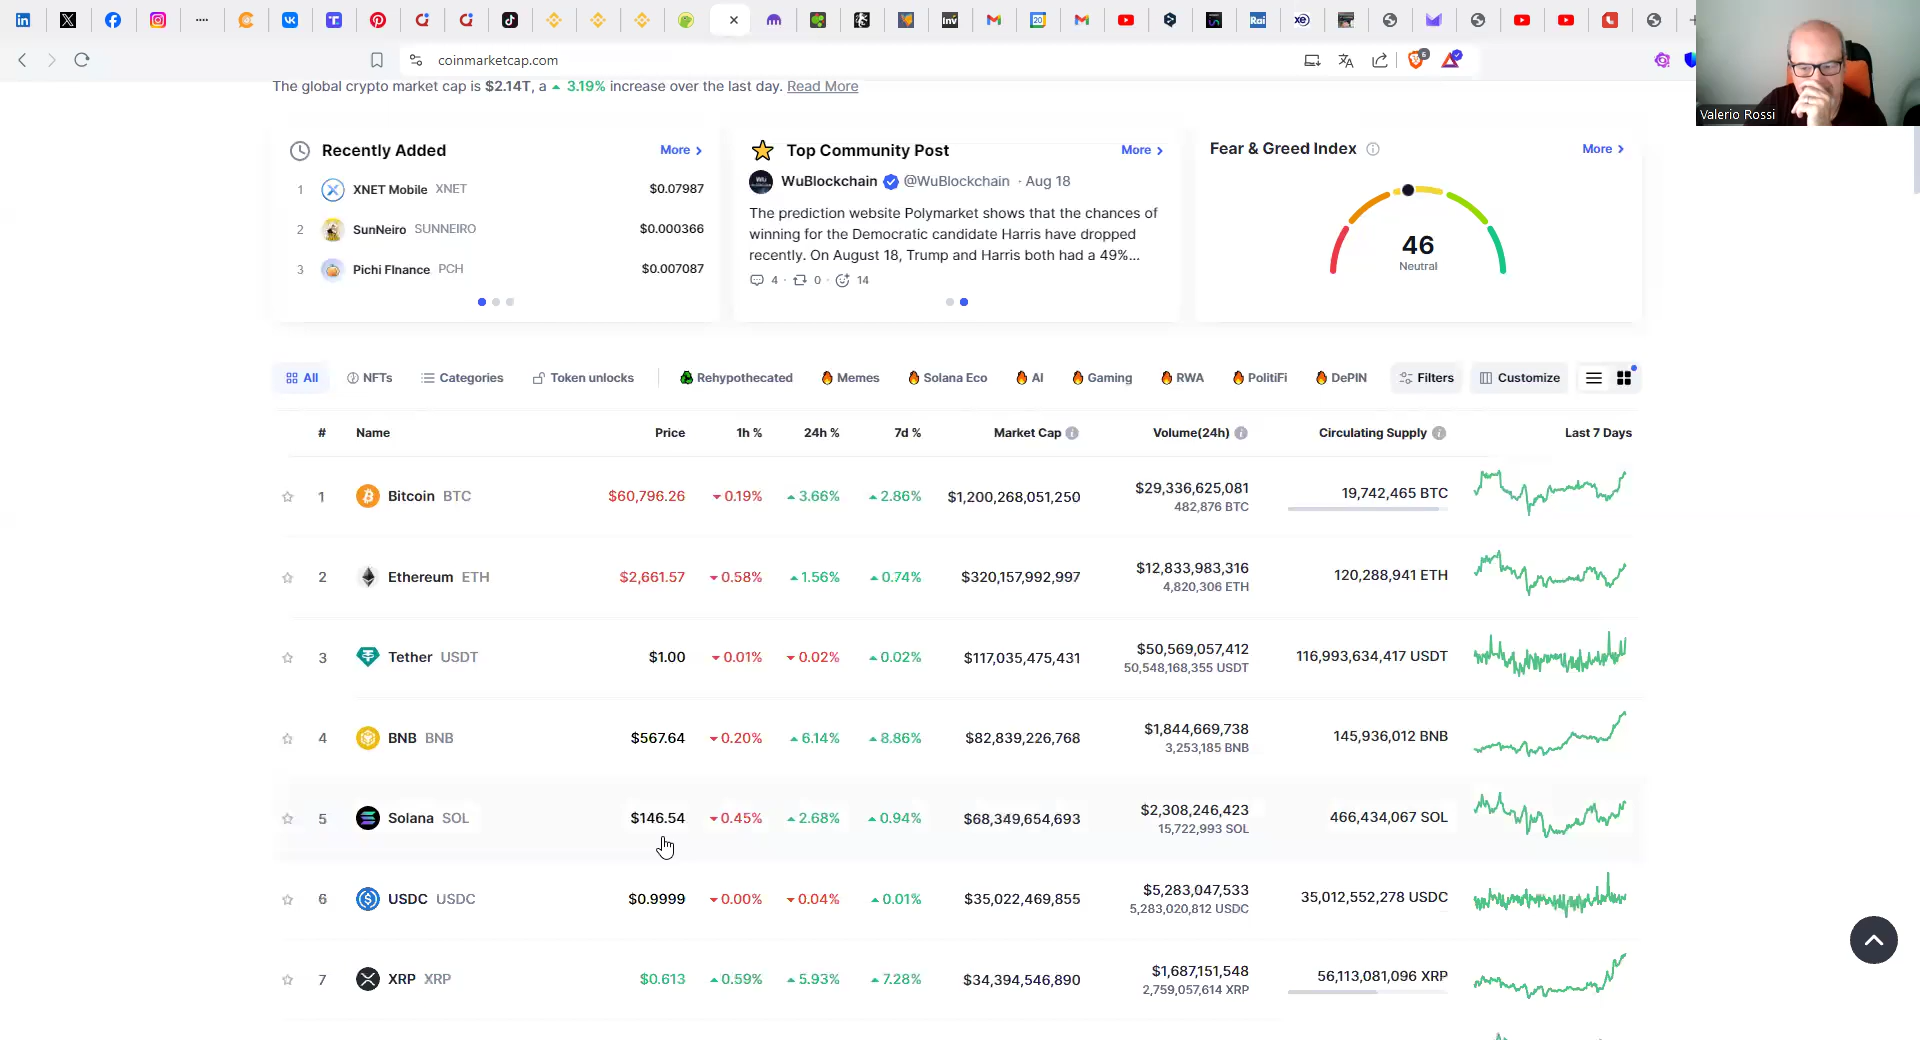 coinmarketcap.com
Valerio Rossi
The global crypto market cap is $2.14T, a 3.19% increase over the last day. Read More
Recently Added
More
1 XNET Mobile XNET $0.07987
2 SunNeiro SUNNEIRO $0.000366
3 Pichi FInance PCH $0.007087
Top Community Post
More
WuBlockchain @WuBlockchain · Aug 18
The prediction website Polymarket shows that the chances of
winning for the Democratic candidate Harris have dropped
recently. On August 18, Trump and Harris both had a 49%...
4 · 0 · 14
Fear & Greed Index
More
46
Neutral
All NFTs Categories Token unlocks Rehypothecated Memes Solana Eco AI Gaming RWA PolitiFi DePIN Filters Customize
# Name Price 1h % 24h % 7d % Market Cap Volume(24h) Circulating Supply Last 7 Days
1 Bitcoin BTC $60,796.26 0.19% 3.66% 2.86% $1,200,268,051,250 $29,336,625,081 19,742,465 BTC
482,876 BTC
2 Ethereum ETH $2,661.57 0.58% 1.56% 0.74% $320,157,992,997 $12,833,983,316 120,288,941 ETH
4,820,306 ETH
3 Tether USDT $1.00 0.01% 0.02% 0.02% $117,035,475,431 $50,569,057,412 116,993,634,417 USDT
50,548,168,355 USDT
4 BNB BNB $567.64 0.20% 6.14% 8.86% $82,839,226,768 $1,844,669,738 145,936,012 BNB
3,253,185 BNB
5 Solana SOL $146.54 0.45% 2.68% 0.94% $68,349,654,693 $2,308,246,423 466,434,067 SOL
15,722,993 SOL
6 USDC USDC $0.9999 0.00% 0.04% 0.01% $35,022,469,855 $5,283,047,533 35,012,552,278 USDC
5,283,020,812 USDC
7 XRP XRP $0.613 0.59% 5.93% 7.28% $34,394,546,890 $1,687,151,548 56,113,081,096 XRP
2,759,057,614 XRP